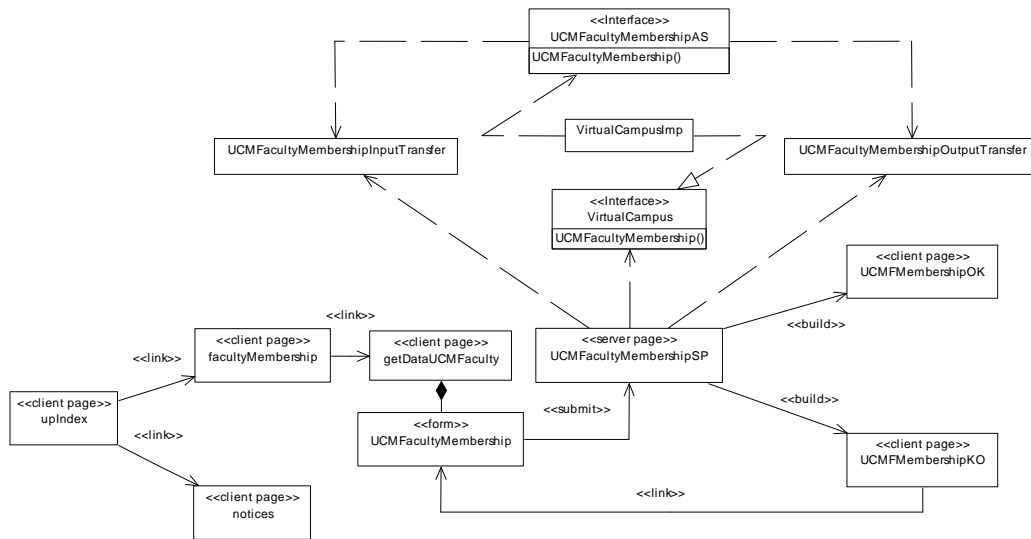 <<Interface>>
UCMFacultyMembershipAS
UCMFacultyMembership()
VirtualCampusImp
UCMFacultyMembershipInputTransfer
UCMFacultyMembershipOutputTransfer
<<Interface>>
VirtualCampus
UCMFacultyMembership()
<<client page>>
UCMFMembershipOK
<<link>>
<<build>>
<<client page>>
facultyMembership
<<client page>>
getDataUCMFaculty
<<server page>>
UCMFacultyMembershipSP
<<link>>
<<client page>>
upIndex
<<build>>
<<submit>>
<<form>>
UCMFacultyMembership
<<link>>
<<client page>>
UCMFMembershipKO
<<client page>>
notices
<<link>>